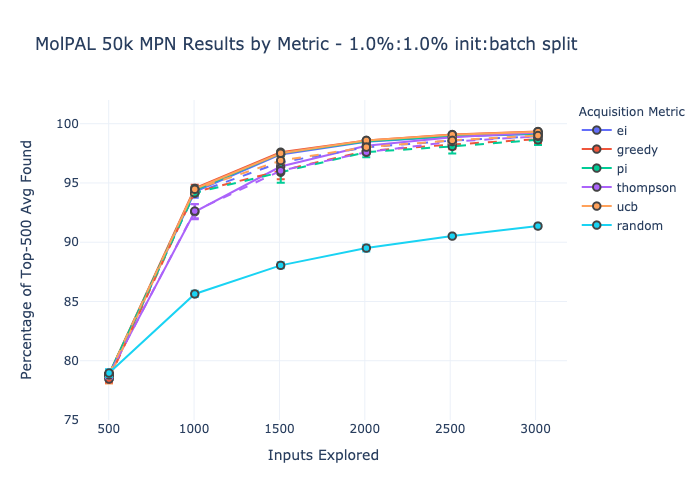 MolPAL 50k MPN Results by Metric - 1.0%:1.0% init:batch split
Percentage of Top-500 Avg Found
100
95
90
85
80
75
500
1000
1500
2000
2500
3000
Inputs Explored
Acquisition Metric
ei
greedy
pi
thompson
ucb
random